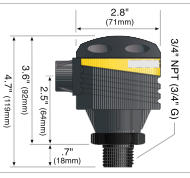 2.8"
(71mm)
3/4" NPT (3/4" G)
4.7" (119mm)
3.6" (92mm)
2.5"
(64mm)
.7"
(18mm)